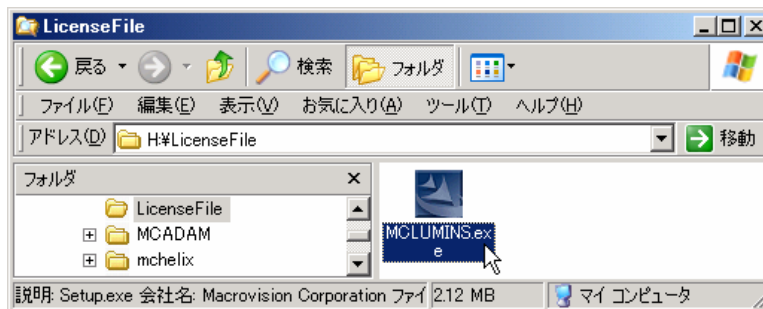 LicenseFile
戻る 検索 フォルダ
ファイル(F) 編集(E) 表示(V) お気に入り(A) ツール(T) ヘルプ(H)
アドレス(D) H:¥LicenseFile 移動
フォルダ
LicenseFile
MCADAM
mchelix
MCLUMINS.ex
e
説明: Setup.exe 会社名: Macrovision Corporation ファイ 2.12 MB マイ コンピュータ